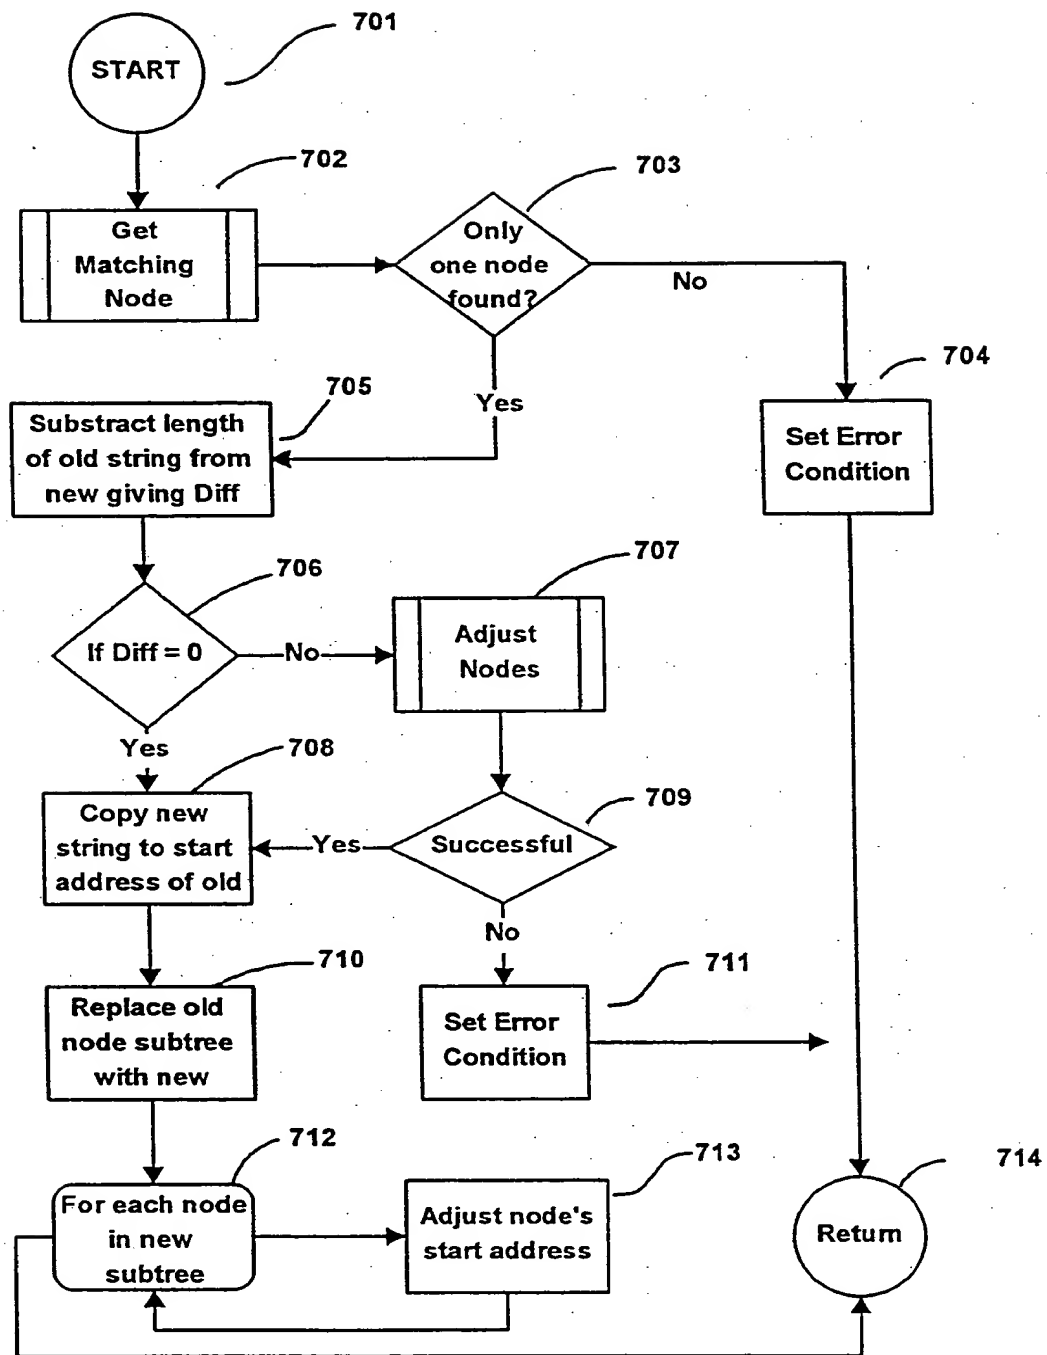 701
START
702
Get
Matching
Node
703
Only
one node
found?
No
704
Set Error
Condition
Yes
705
Substract length
of old string from
new giving Diff
706
If Diff = 0
No
707
Adjust
Nodes
Yes
708
Copy new
string to start
address of old
Yes
709
Successful
No
710
Replace old
node subtree
with new
711
Set Error
Condition
712
For each node
in new
subtree
713
Adjust node's
start address
714
Return